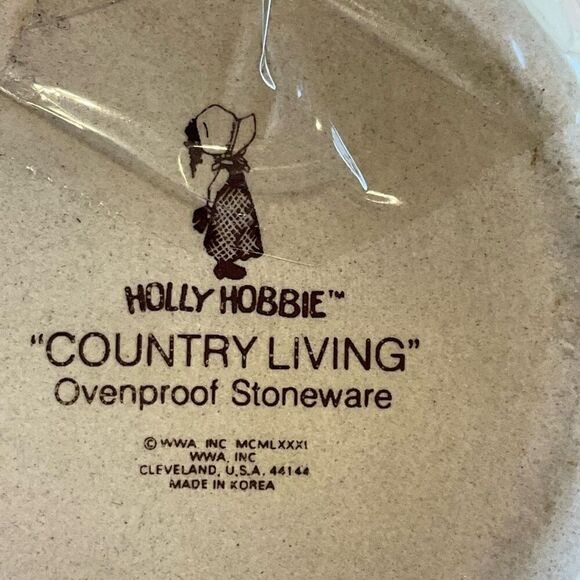 HOLLY HOBBIE™
"COUNTRY LIVING"
Ovenproof Stoneware
© WWA, INC MCMLXXXI
WWA, INC
CLEVELAND, U.S.A. 44144
MADE IN KOREA